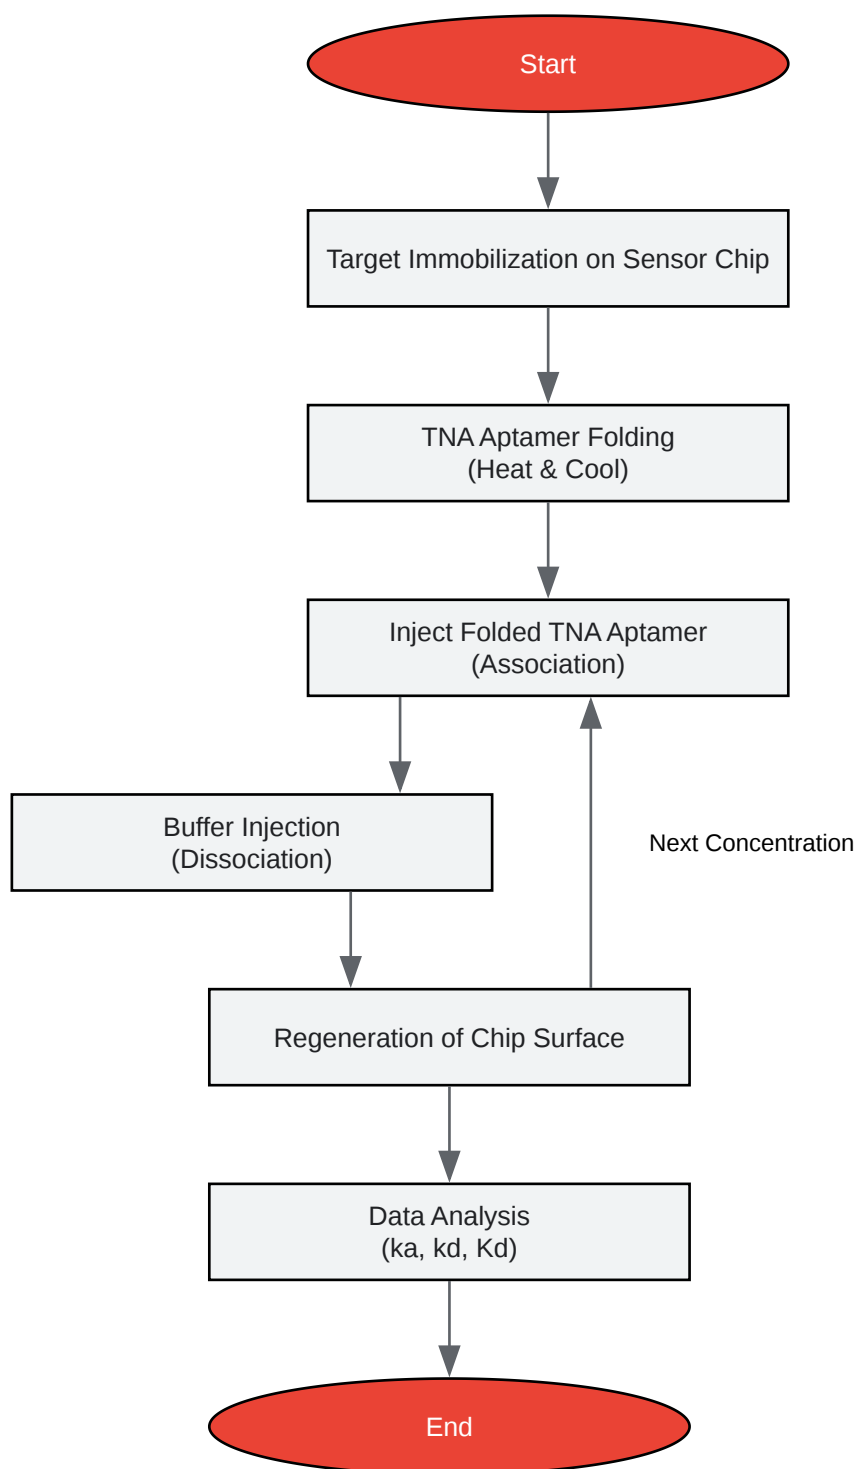 Start
Target Immobilization on Sensor Chip
TNA Aptamer Folding
(Heat & Cool)
Inject Folded TNA Aptamer
(Association)
Buffer Injection
(Dissociation)
Next Concentration
Regeneration of Chip Surface
Data Analysis
(ka, kd, Kd)
End